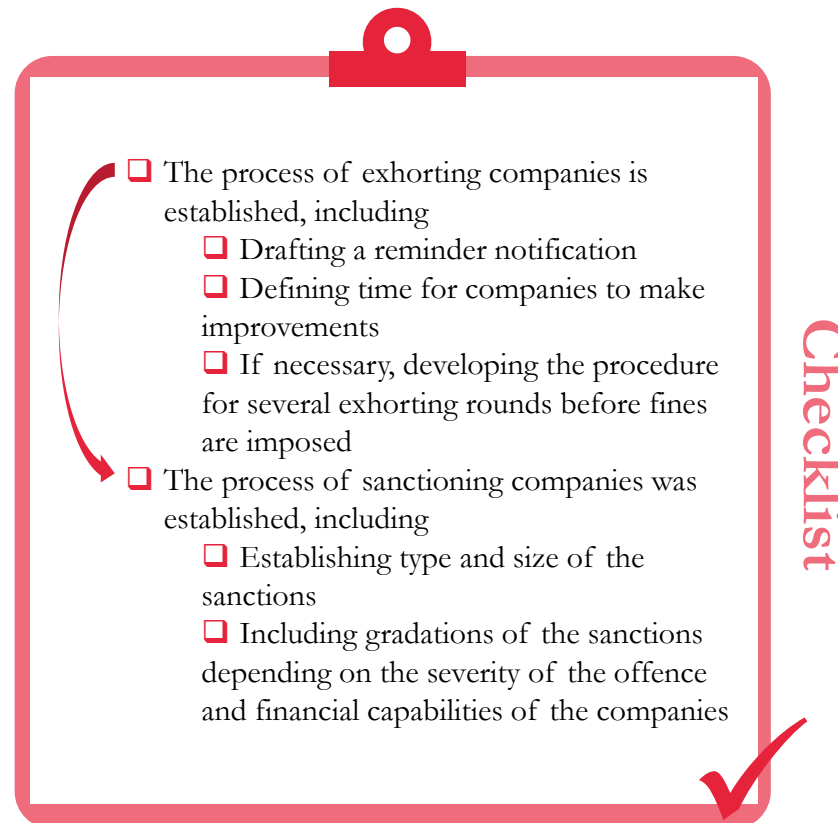 ❑ The process of exhorting companies is
established, including
❑ Drafting a reminder notification
❑ Defining time for companies to make
improvements
❑ If necessary, developing the procedure
for several exhorting rounds before fines
are imposed
❑ The process of sanctioning companies was
established, including
❑ Establishing type and size of the
sanctions
❑ Including gradations of the sanctions
depending on the severity of the offence
and financial capabilities of the companies
Checklist